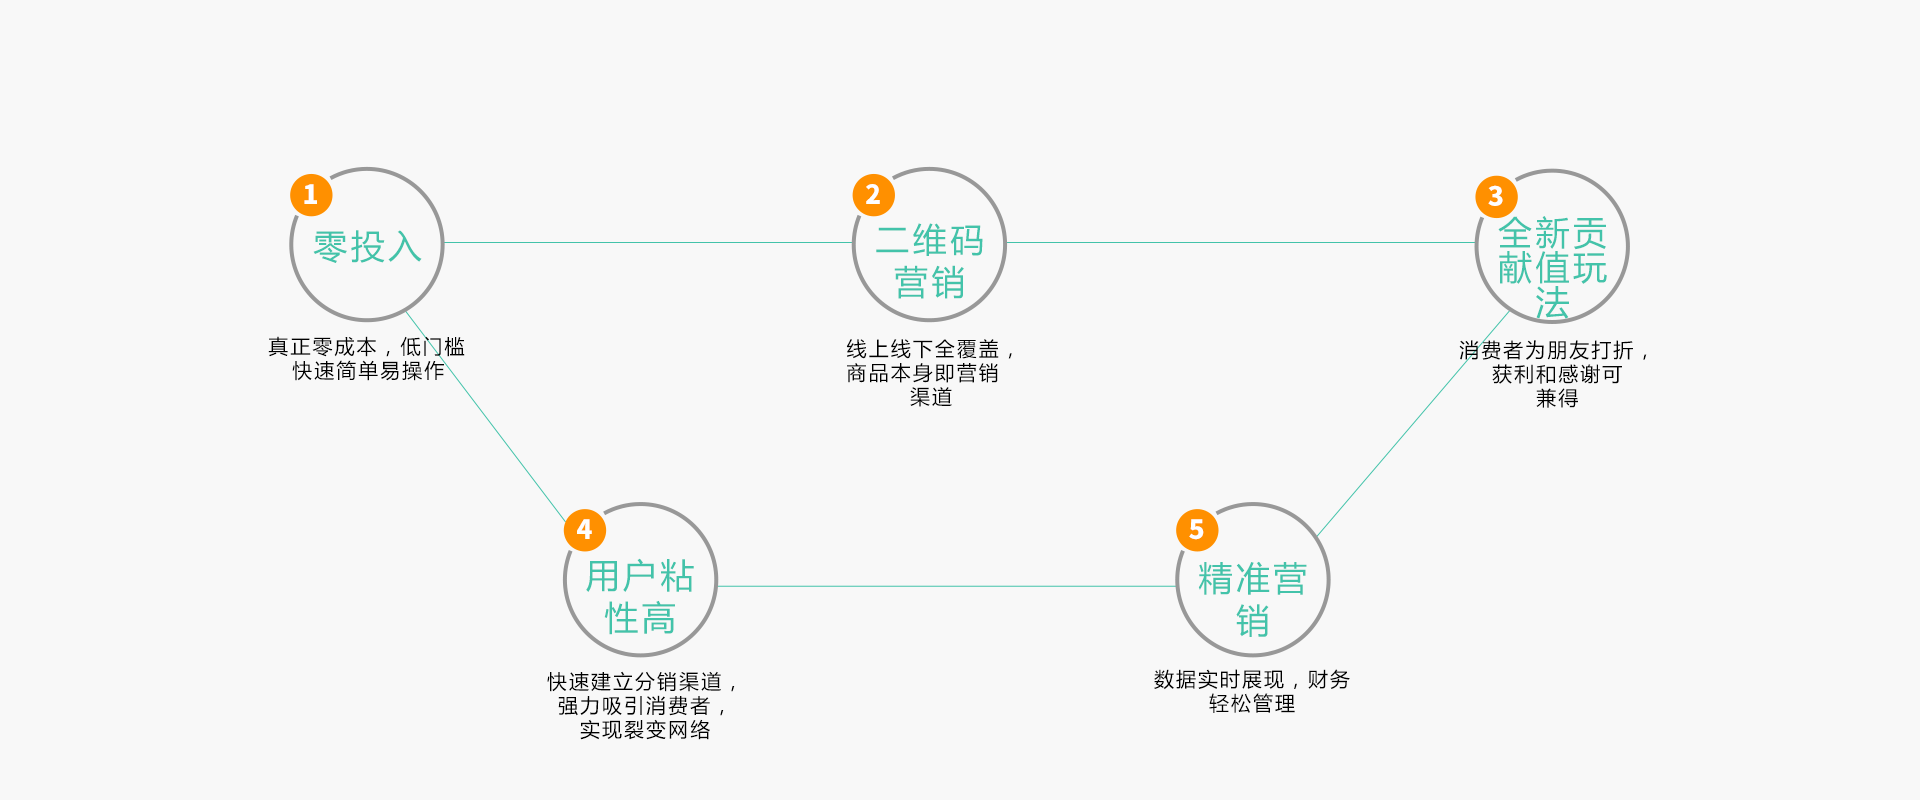 1
零投入
真正零成本，低门槛
快速简单易操作
2
二维码
营销
线上线下全覆盖，
商品本身即营销
渠道
3
全新贡
献值玩
法
消费者为朋友打折，
获利和感谢可
兼得
4
用户粘
性高
快速建立分销渠道，
强力吸引消费者，
实现裂变网络
5
精准营
销
数据实时展现，财务
轻松管理